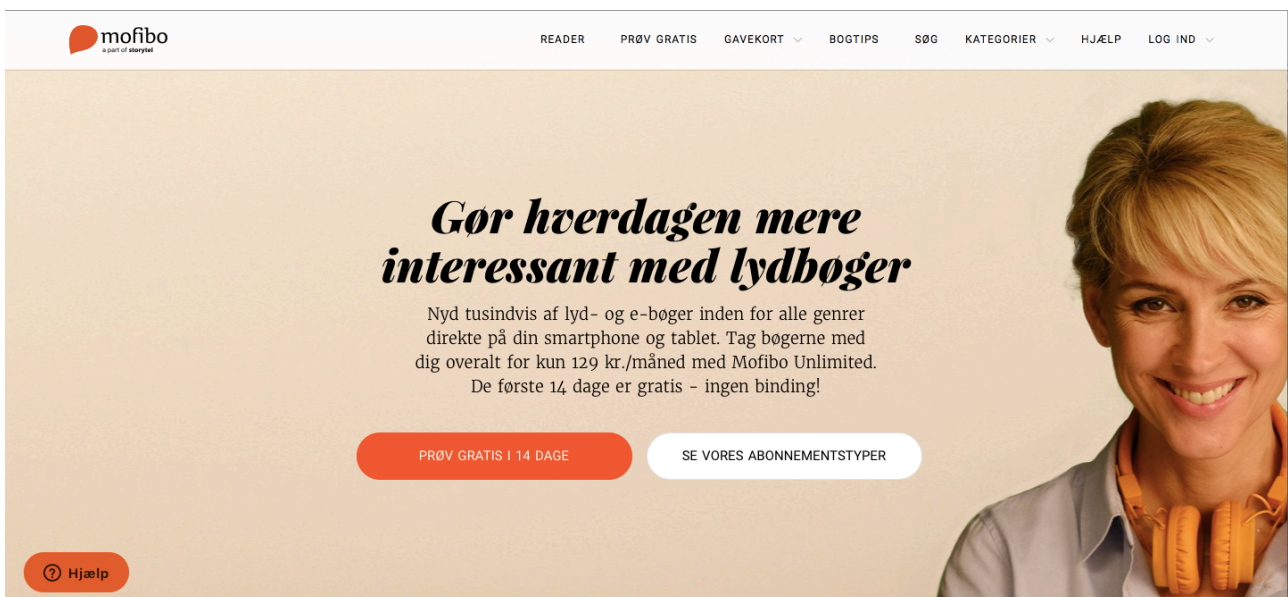 mofibo
a part of storytel
READER PRØV GRATIS GAVEKORT BOGTIPS SØG KATEGORIER HJÆLP LOG IND
Gør hverdagen mere
interessant med lydbøger
Nyd tusindvis af lyd- og e-bøger inden for alle genrer
direkte på din smartphone og tablet. Tag bøgerne med
dig overalt for kun 129 kr./måned med Mofibo Unlimited.
De første 14 dage er gratis - ingen binding!
PRØV GRATIS I 14 DAGE
SE VORES ABONNEMENTSTYPER
? Hjælp